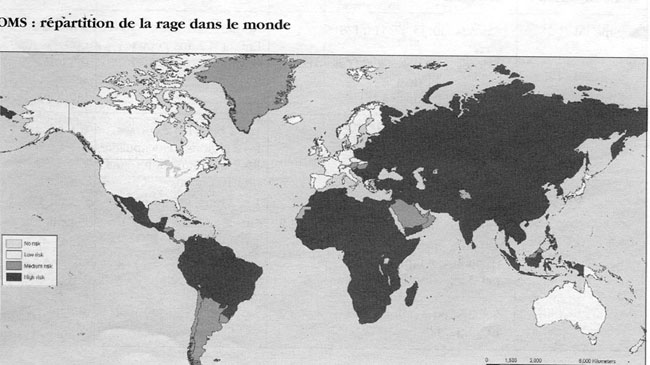 OMS : répartition de la rage dans le monde
No risk
Low risk
Medium risk
High risk
0 1,500 3,000 6,000 Kilometers